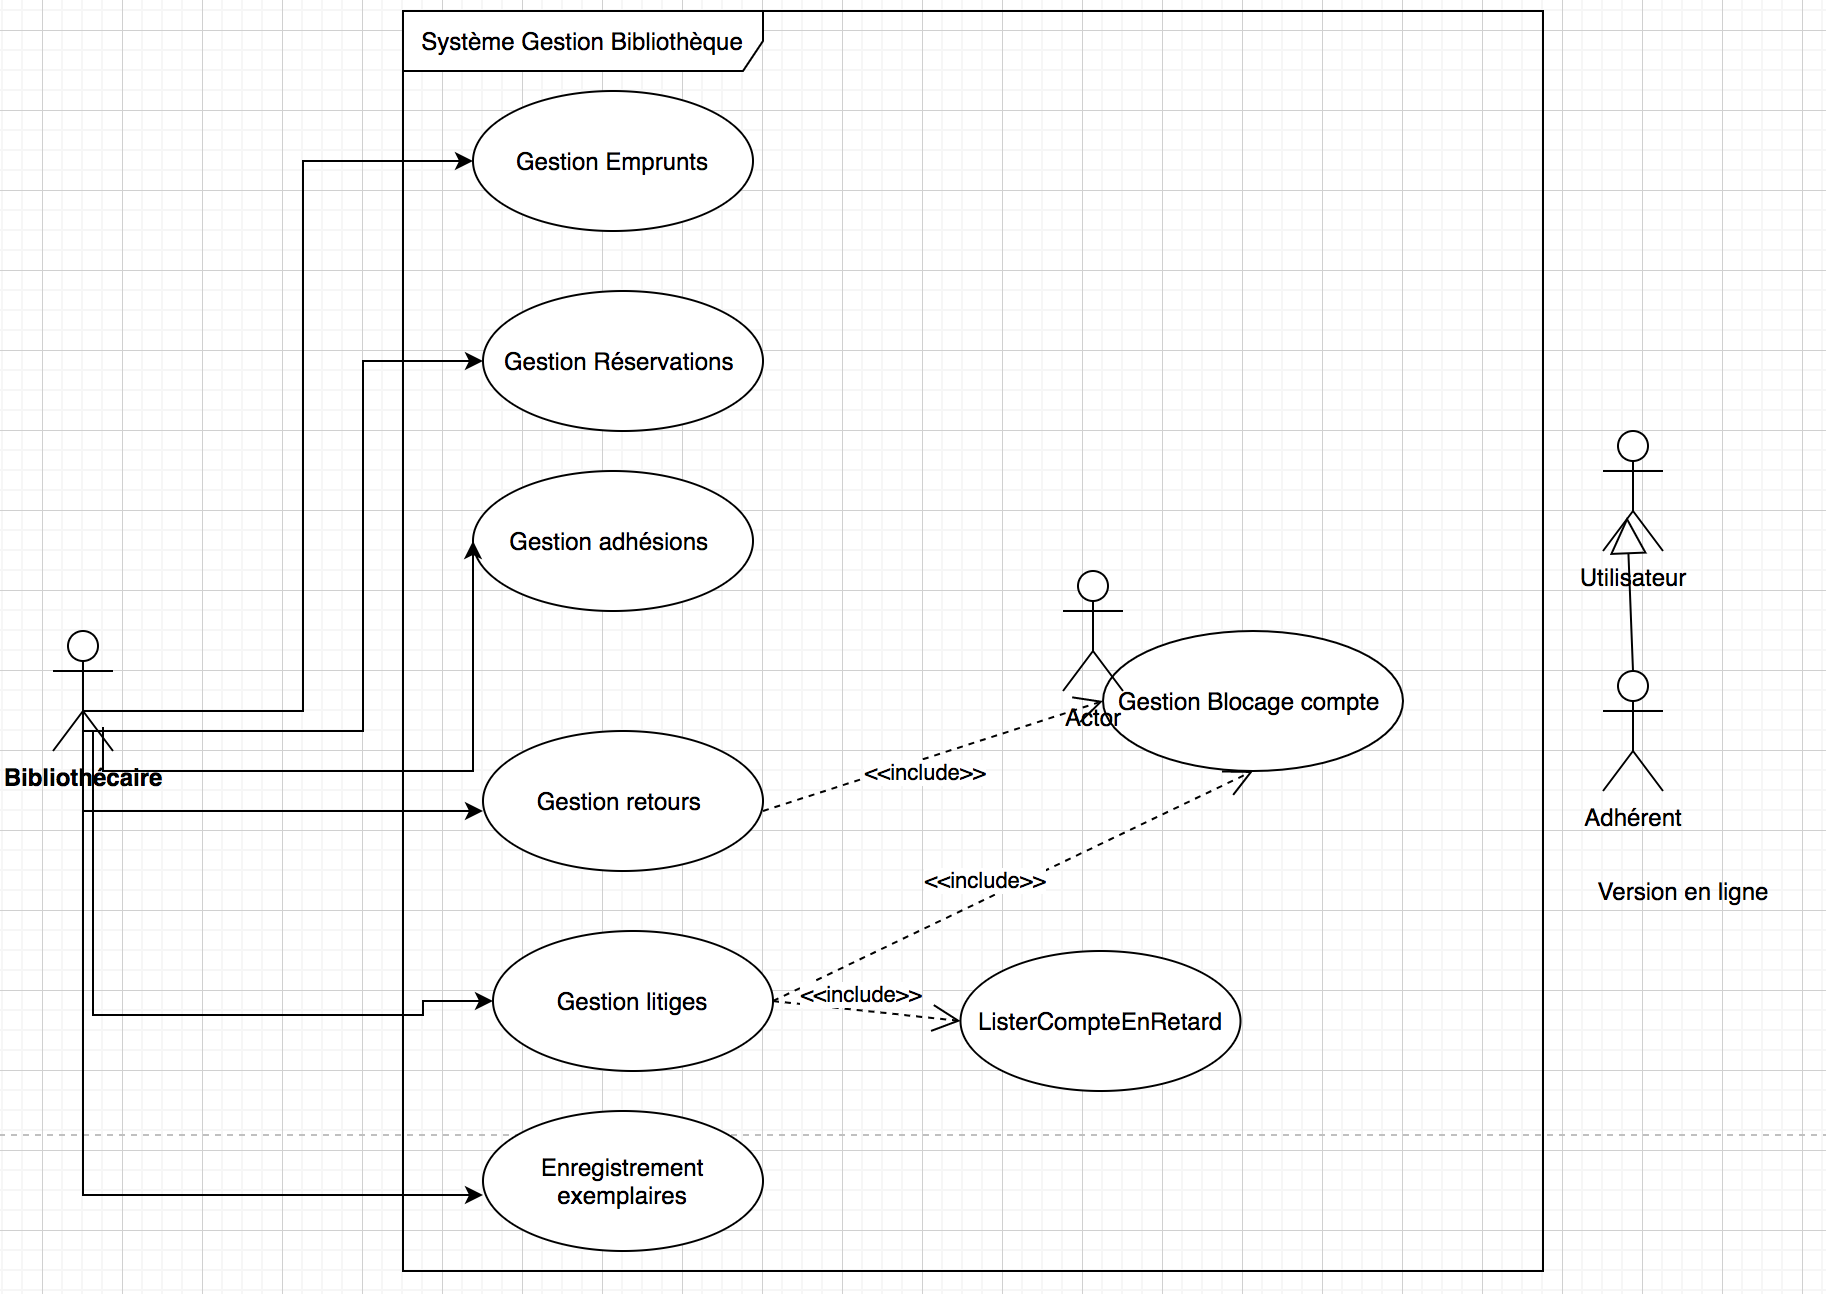 Système Gestion Bibliothèque
Gestion Emprunts
Gestion Réservations
Gestion adhésions
Utilisateur
Gestion Blocage compte
Actor
Bibliothécaire
<<include>>
Gestion retours
Adhérent
<<include>>
Version en ligne
<<include>>
Gestion litiges
ListerCompteEnRetard
Enregistrement
exemplaires